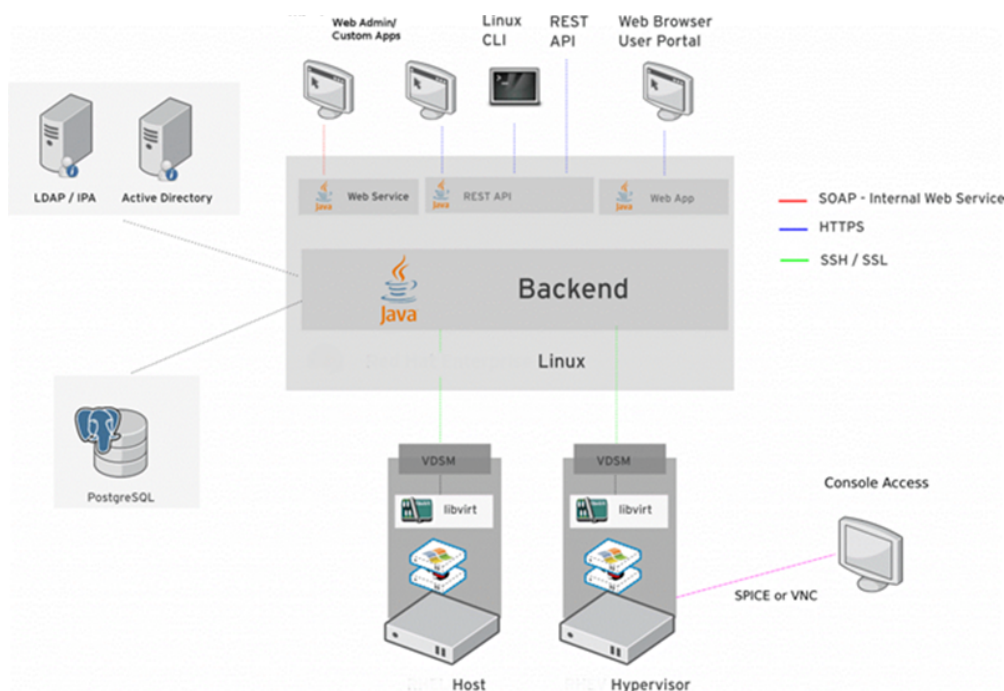 Web Admin/
Custom Apps
Linux
CLI
REST
API
Web Browser
User Portal
LDAP / IPA
Active Directory
Java
Web Service
Java
REST API
Java
Web App
SOAP - Internal Web Service
HTTPS
SSH / SSL
Java
Backend
Linux
PostgreSQL
VDSM
libvirt
VDSM
libvirt
Console Access
SPICE or VNC
Host
Hypervisor